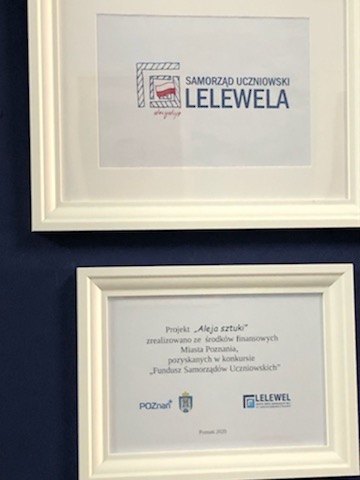 SAMORZĄD UCZNIOWSKI
LELEWELA
Projekt „Aleja sztuki"
zrealizowano ze środków finansowych
Miasta Poznania,
pozyskanych w konkursie
„Fundusz Samorządów Uczniowskich"
POZnań*
LELEWEL
Poznań 2020